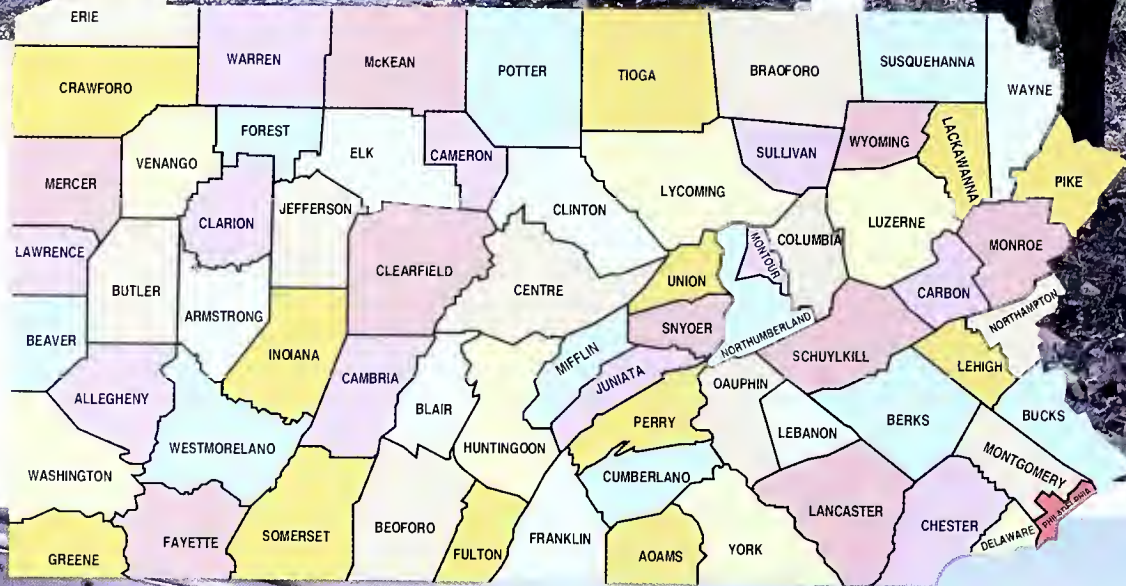 ERIE
WARREN
McKEAN
POTTER
TIOGA
BRAOFORO
SUSQUEHANNA
WAYNE
CRAWFORO
FOREST
ELK
CAMERON
SULLIVAN
WYOMING
LACKAWANNA
PIKE
VENANGO
MERCER
CLARION
JEFFERSON
CLINTON
LYCOMING
LUZERNE
COLUMBIA
MONTOUR
MONROE
LAWRENCE
BUTLER
ARMSTRONG
CLEARFIELD
CENTRE
UNION
CARBON
NORTHAMPTON
BEAVER
INOIANA
SNYOER
NORTHUMBERLAND
SCHUYLKILL
LEHIGH
MIFFLIN
JUNIATA
ALLEGHENY
CAMBRIA
BLAIR
OAUPHIN
PERRY
LEBANON
BERKS
BUCKS
WESTMORELANO
HUNTINGOON
WASHINGTON
CUMBERLANO
MONTGOMERY
LANCASTER
PHILADELPHIA
GREENE
FAYETTE
SOMERSET
BEOFORO
FULTON
FRANKLIN
AOAMS
YORK
CHESTER
DELAWARE